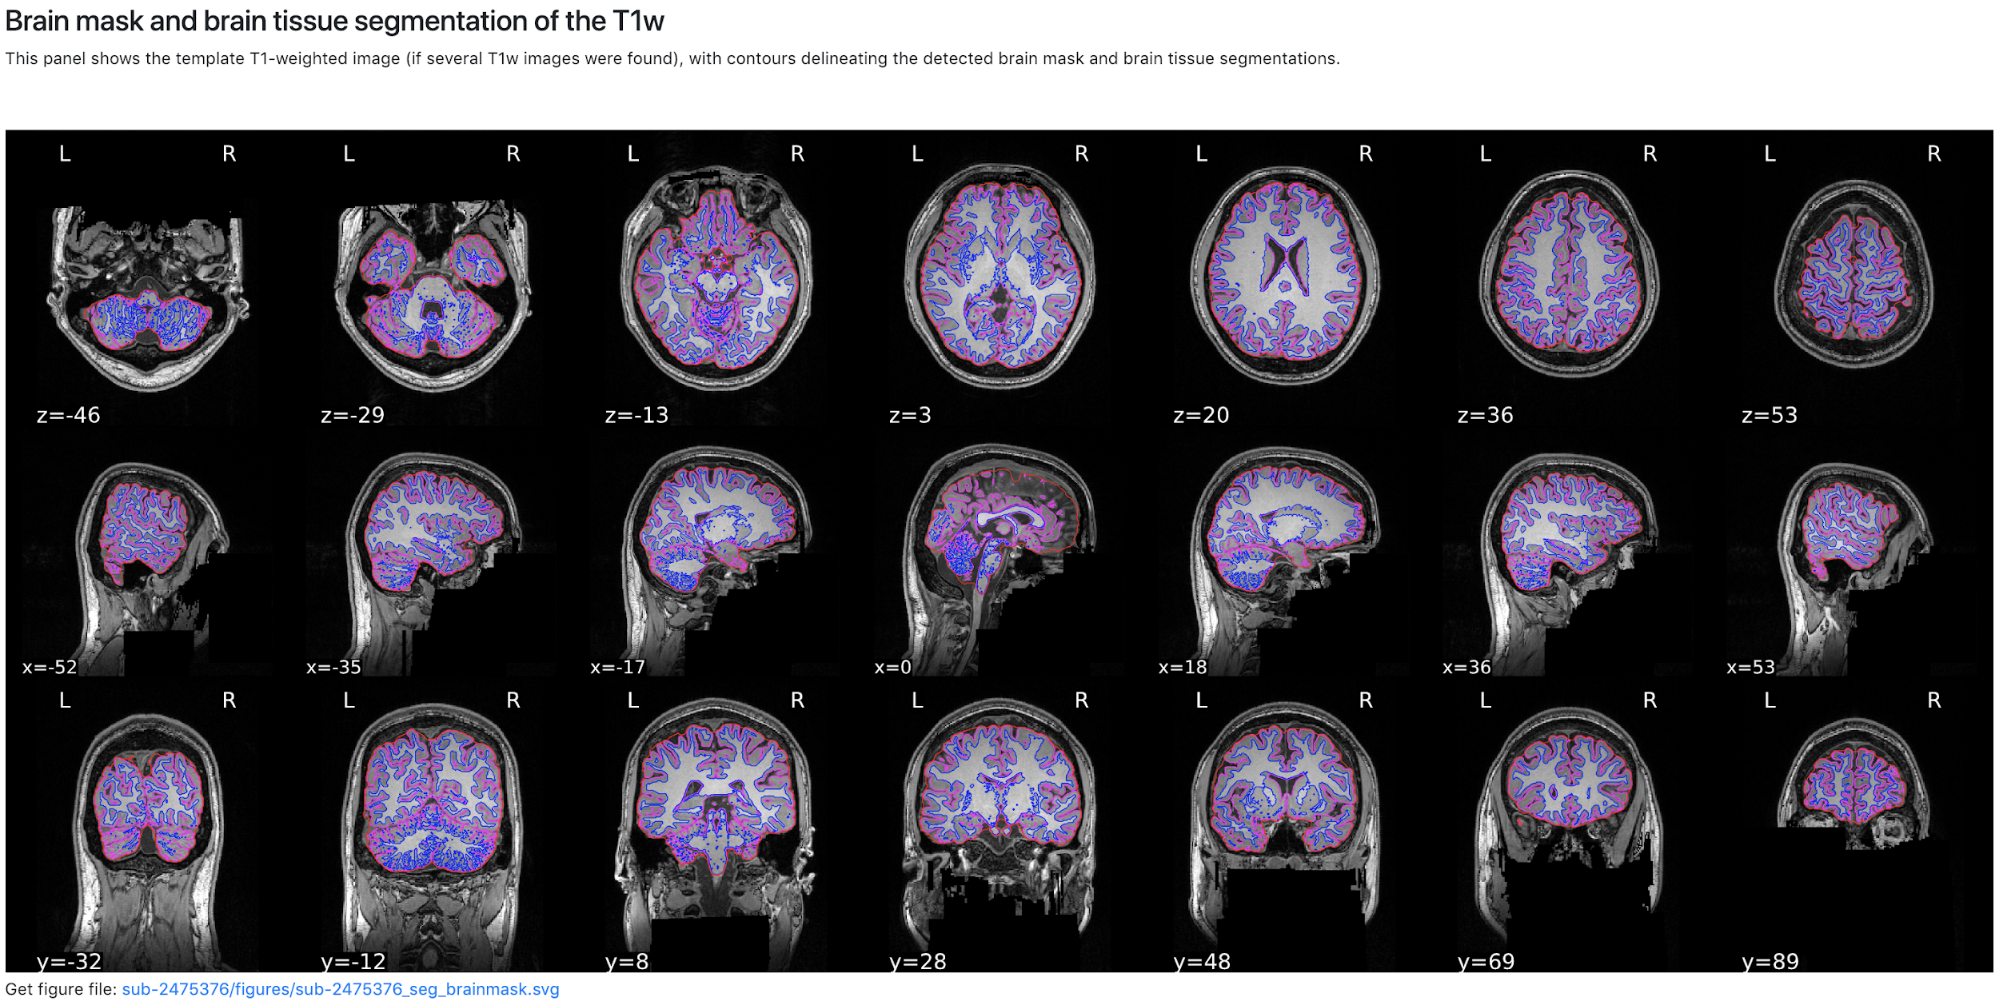 Brain mask and brain tissue segmentation of the T1w
This panel shows the template T1-weighted image (if several T1w images were found), with contours delineating the detected brain mask and brain tissue segmentations.
L R L R L R L R L R L R L R
z=-46 z=-29 z=-13 z=3 z=20 z=36 z=53
x=-52 x=-35 x=-17 x=0 x=18 x=36 x=53
L R L R L R L R L R L R L R
y=-32 y=-12 y=8 y=28 y=48 y=69 y=89
Get figure file: sub-2475376/figures/sub-2475376_seg_brainmask.svg